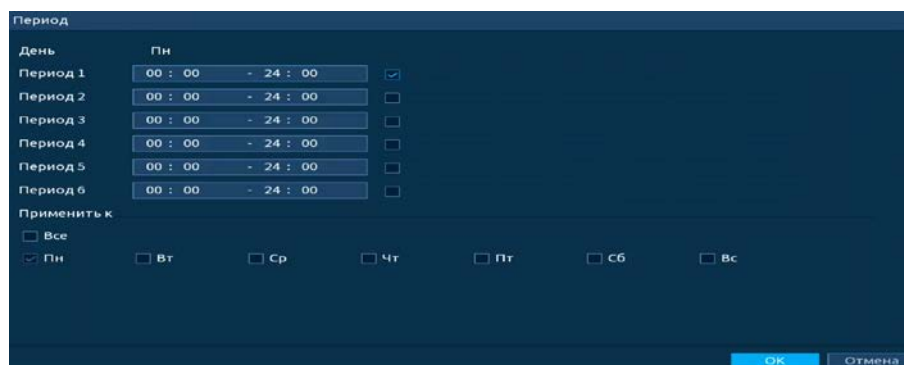 Период
День Пн
Период 1 00 : 00 - 24 : 00
Период 2 00 : 00 - 24 : 00
Период 3 00 : 00 - 24 : 00
Период 4 00 : 00 - 24 : 00
Период 5 00 : 00 - 24 : 00
Период 6 00 : 00 - 24 : 00
Применить к
Все
Пн Вт Ср Чт Пт Сб Вс
OK Отмена